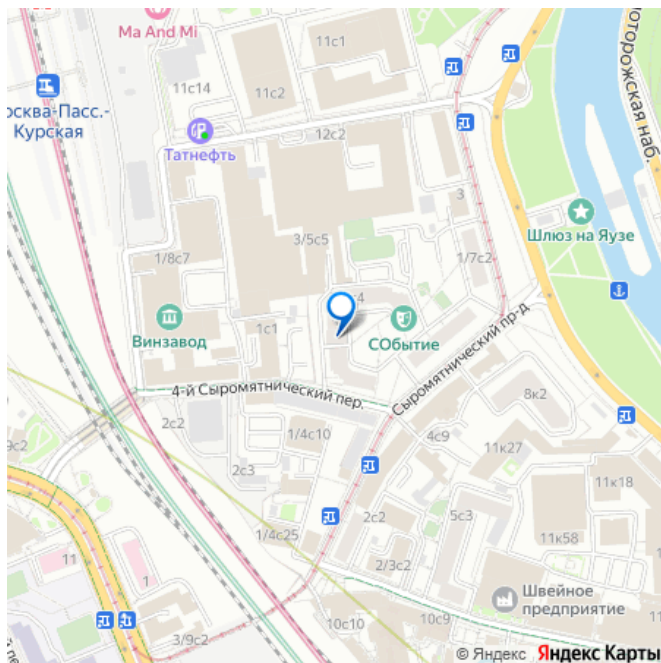 Ma And Mi
11с1
11с14
11с2
осква-Пасс.-
Курская
Татнефть
12с2
оторожская наб.
3
Шлюз на Яузе
3/5с5
1/8с7
1/7с2
с4
Винзавод
1с1
СОбытие
Сыромятнический пр-д
4-й Сыромятнический пер.
8к2
2с2
9с2
1/4с10
4с9
11к27
2с3
11к18
2с2
5с3
1/4с25
11к58
2/3с2
11
1
Швейное
предприятие
10с9
10с10
3/9с2
й пе
© Яндекс Яндекс Карты